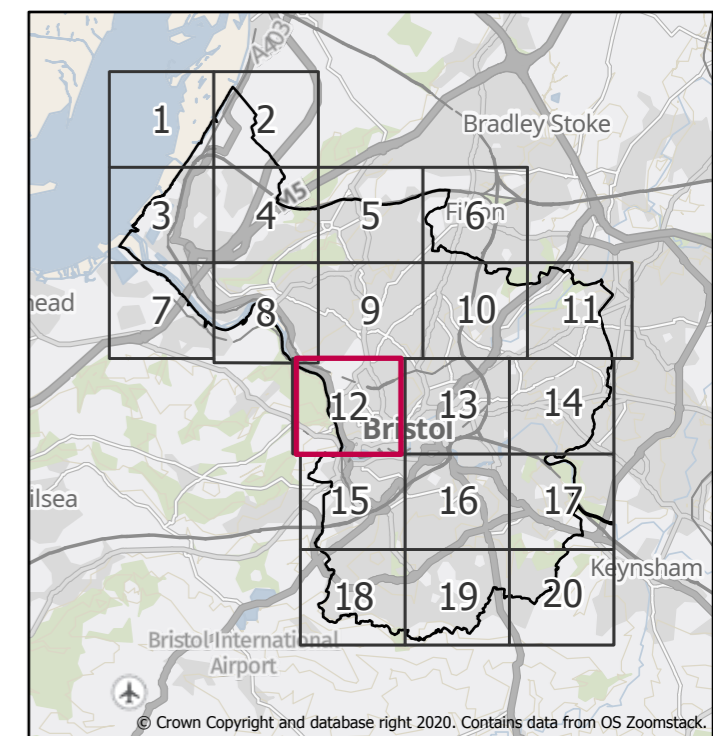 A403
1
2
Bradley Stoke
M5
3
4
5
6
Filton
head
7
8
9
10
11
12
13
14
Bristol
ilsea
15
16
17
Keynsham
18
19
20
Bristol International
Airport
© Crown Copyright and database right 2020. Contains data from OS Zoomstack.